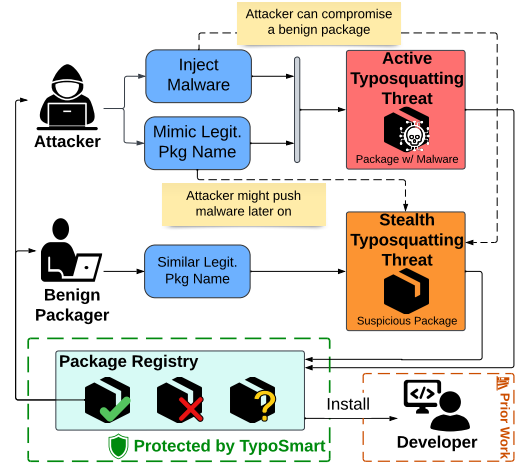 Attacker can compromise
a benign package
Inject
Malware
Active
Typosquatting
Threat
Package w/ Malware
Attacker
Mimic Legit.
Pkg Name
Attacker might push
malware later on
Stealth
Typosquatting
Threat
Suspicious Package
Similar Legit.
Pkg Name
Benign
Packager
Package Registry
?
</>
Install
Developer
Prior Work
Protected by TypoSmart